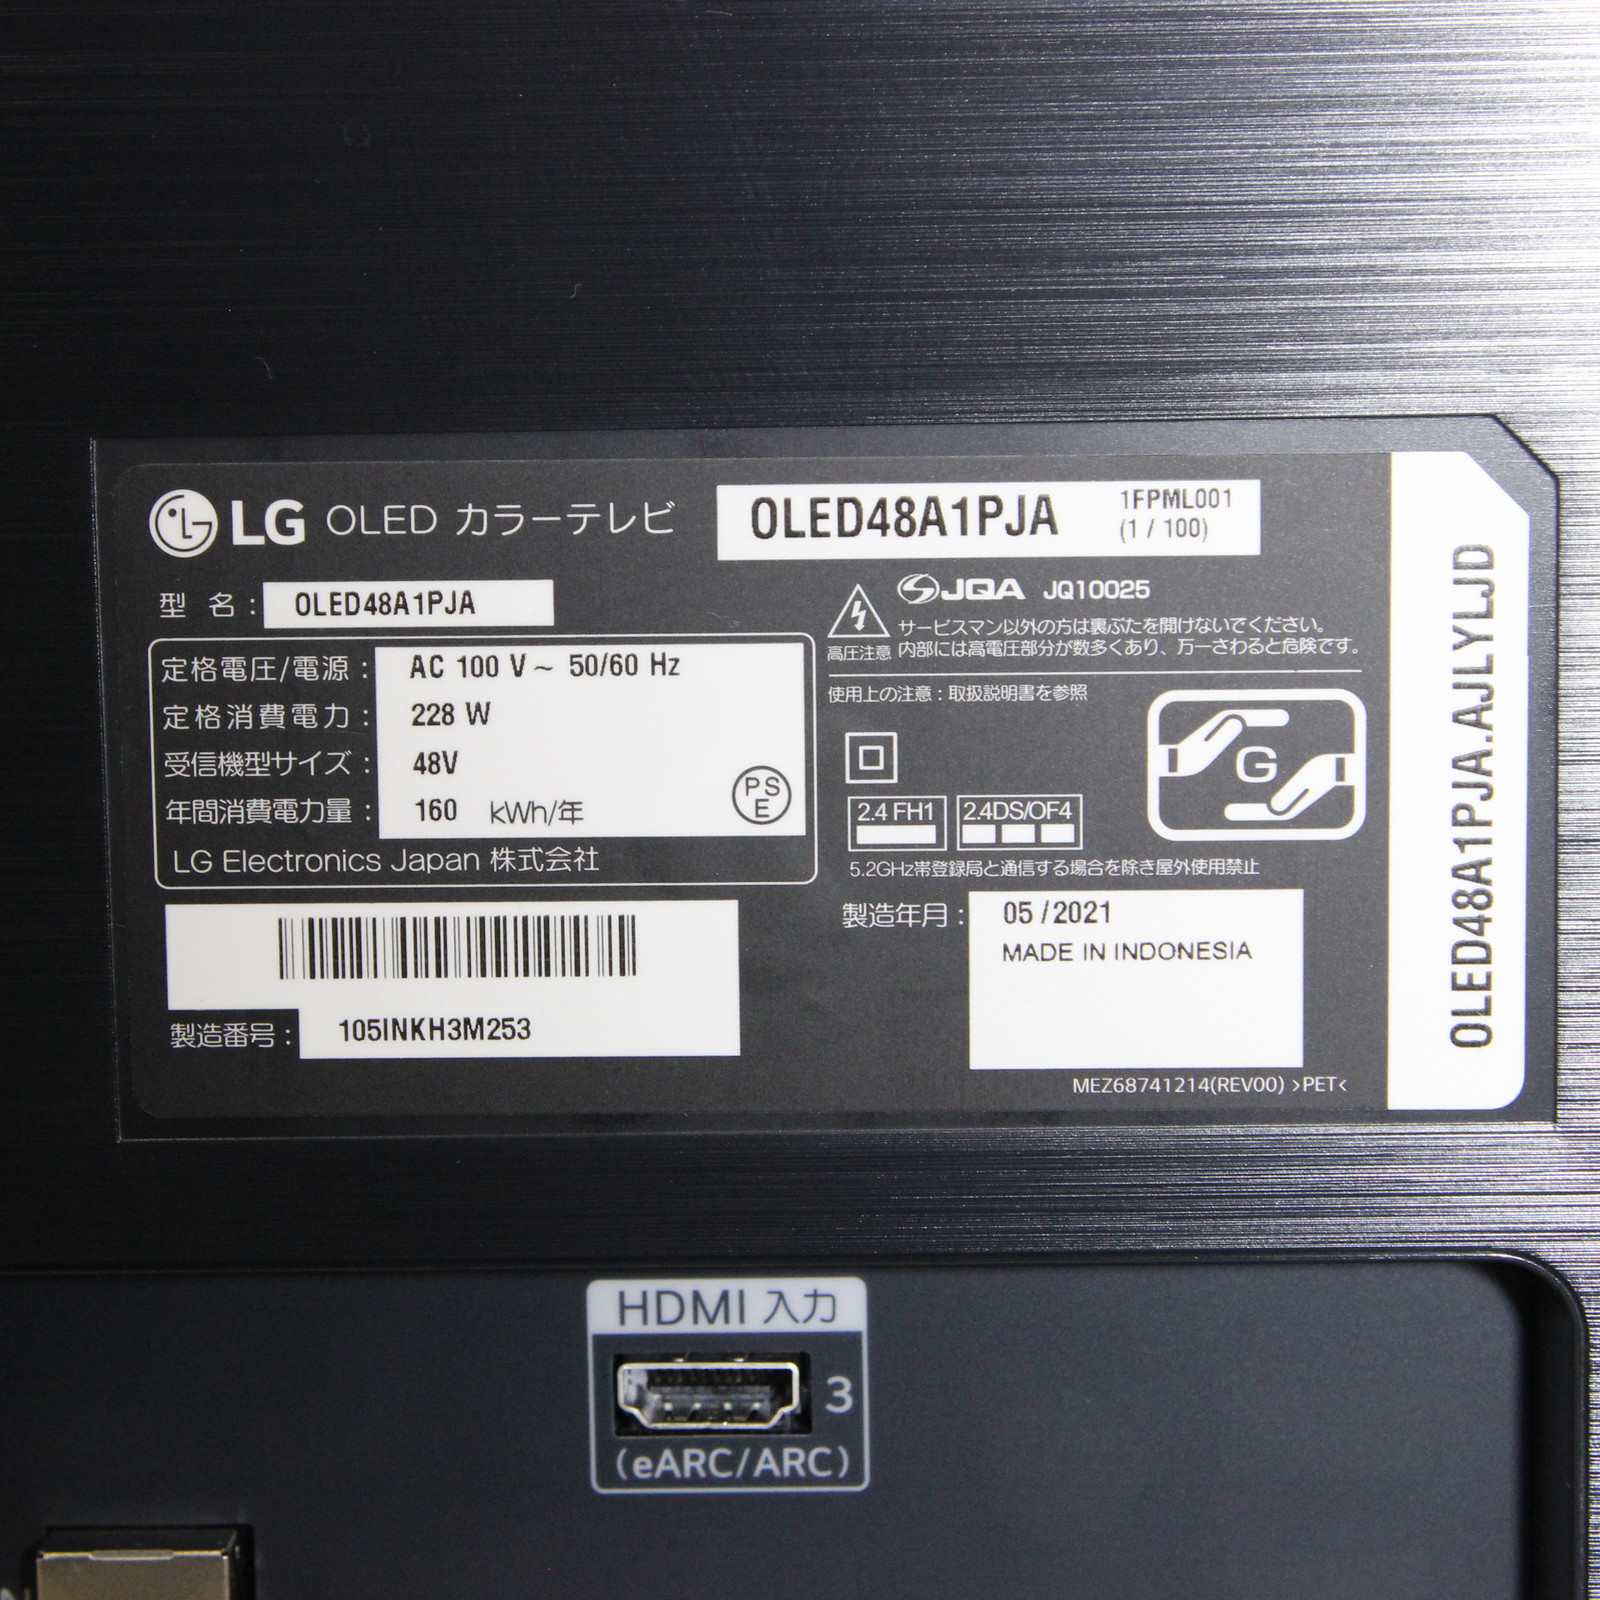 LG OLED カラーテレビ
OLED48A1PJA
1FPML001
(1 / 100)
型 名 : OLED48A1PJA
定格電圧/電源 : AC 100 V ~ 50/60 Hz
定格消費電力 : 228 W
受信機型サイズ : 48V
年間消費電力量 : 160 kWh/年
PS
E
LG Electronics Japan 株式会社
製造番号 : 105INKH3M253
JQA JQ10025
高圧注意
サービスマン以外の方は裏ぶたを開けないでください。
内部には高電圧部分が数多くあり、万一さわると危険です。
使用上の注意 : 取扱説明書を参照
G
2.4 FH1
2.4DS/OF4
5.2GHz帯登録局と通信する場合を除き屋外使用禁止
製造年月 : 05 / 2021
MADE IN INDONESIA
MEZ68741214(REV00) >PET<
OLED48A1PJA.AJLYLJD
HDMI 入力
3
(eARC/ARC)